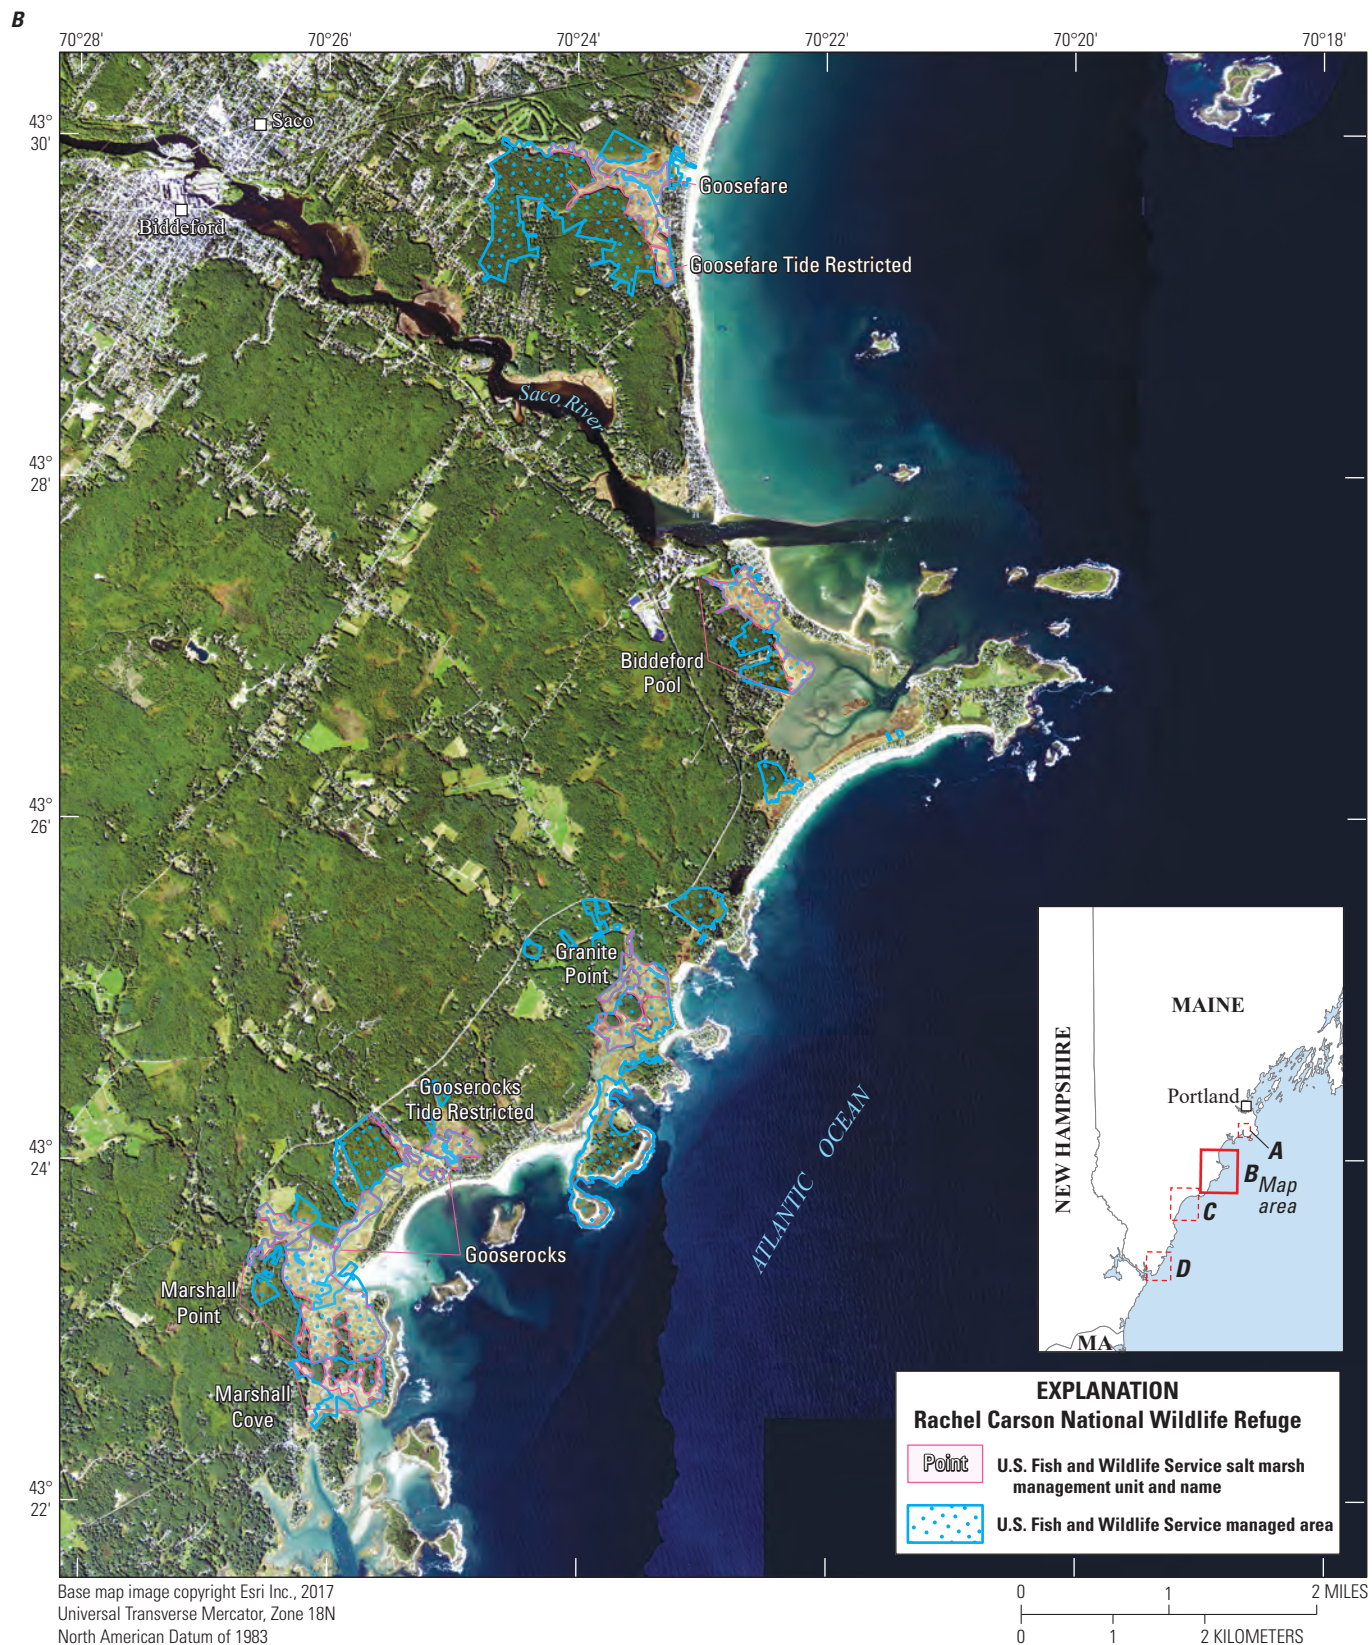 B
70°28'
70°26'
70°24'
70°22'
70°20'
70°18'
43°
30'
Saco
Biddeford
Goosefare
Goosefare Tide Restricted
Saco River
43°
28'
Biddeford
Pool
43°
26'
Granite
Point
Gooserocks
Tide Restricted
43°
24'
Gooserocks
Marshall
Point
Marshall
Cove
43°
22'
ATLANTIC OCEAN
MAINE
NEW HAMPSHIRE
Portland
A
B
Map
area
C
D
MA
EXPLANATION
Rachel Carson National Wildlife Refuge
Point
U.S. Fish and Wildlife Service salt marsh
management unit and name
U.S. Fish and Wildlife Service managed area
Base map image copyright Esri Inc., 2017
Universal Transverse Mercator, Zone 18N
North American Datum of 1983
0 1 2 MILES
0 1 2 KILOMETERS